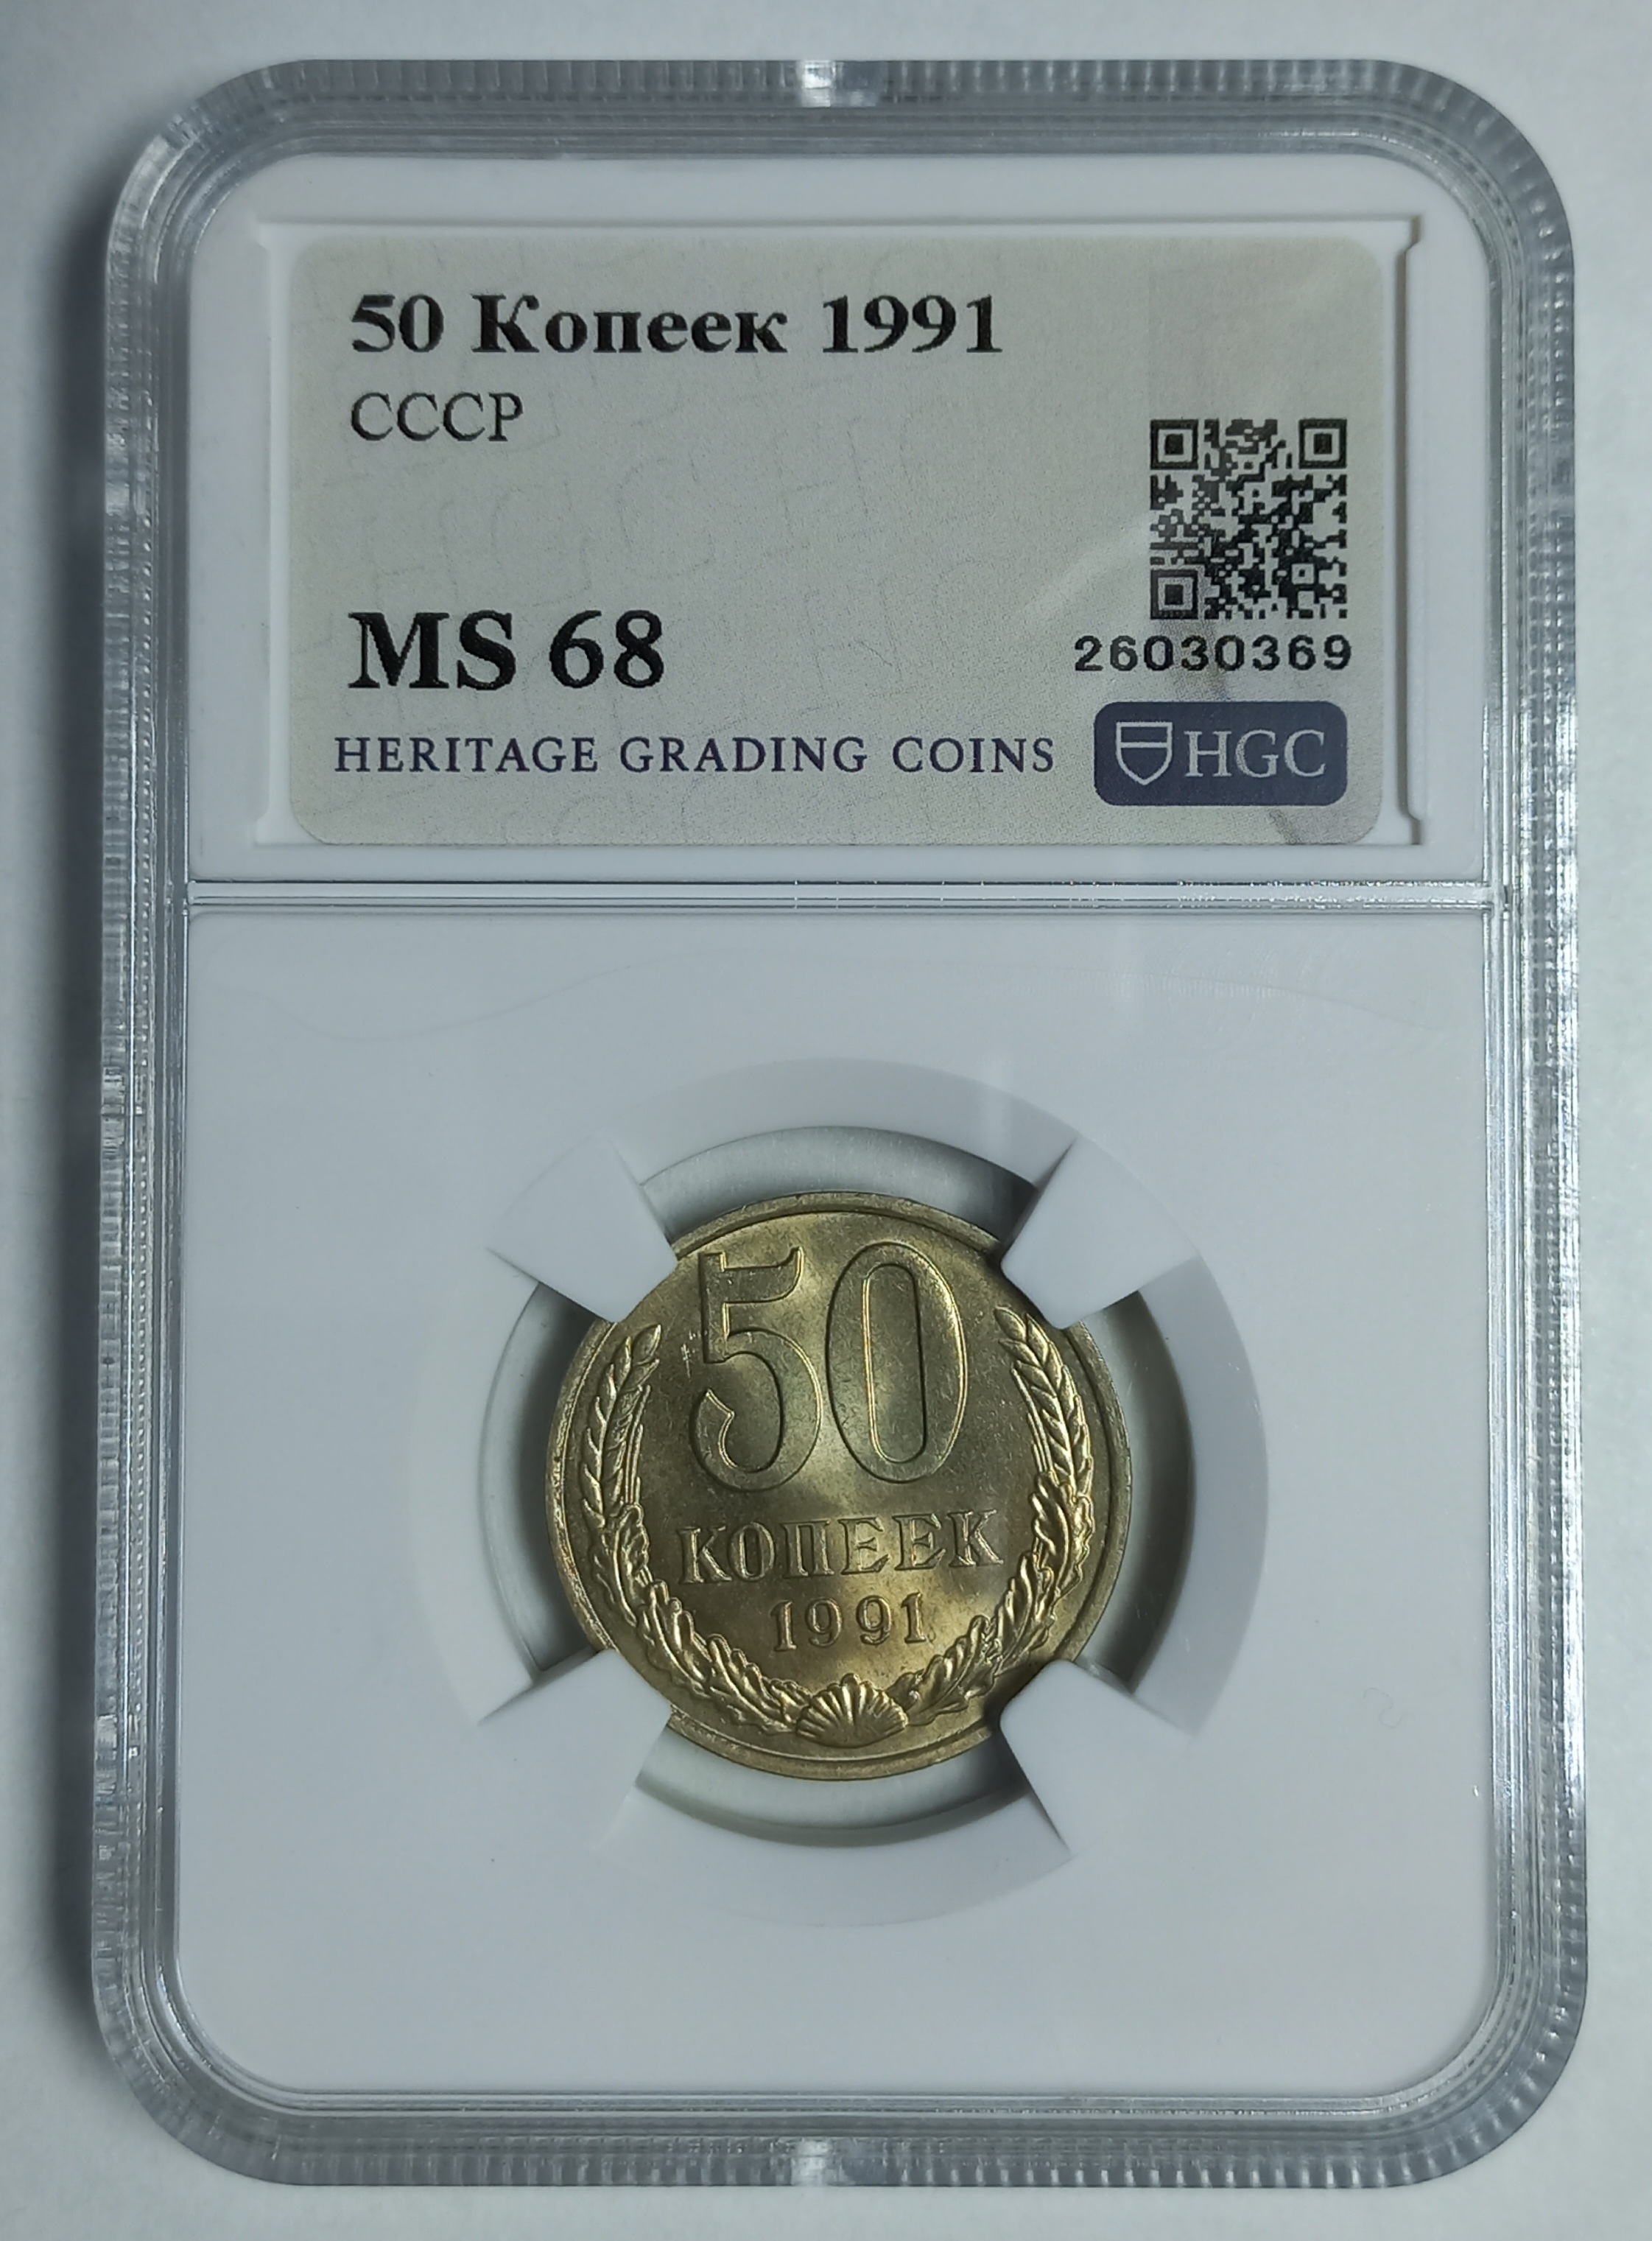 50 Копеек 1991
СССР
MS 68
26030369
HERITAGE GRADING COINS
HGC
50
КОПЕЕК
1991